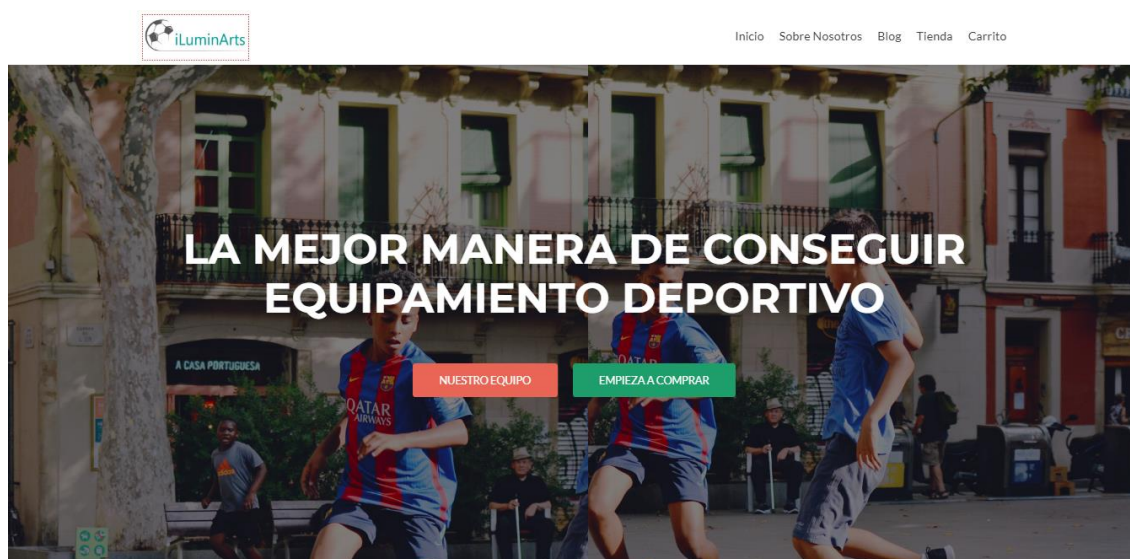 iLuminArts
Inicio Sobre Nosotros Blog Tienda Carrito
LA MEJOR MANERA DE CONSEGUIR
EQUIPAMIENTO DEPORTIVO
A CASA PORTUGUESA
NUESTRO EQUIPO EMPIEZA A COMPRAR
QATAR
AIRWAYS
QATAR